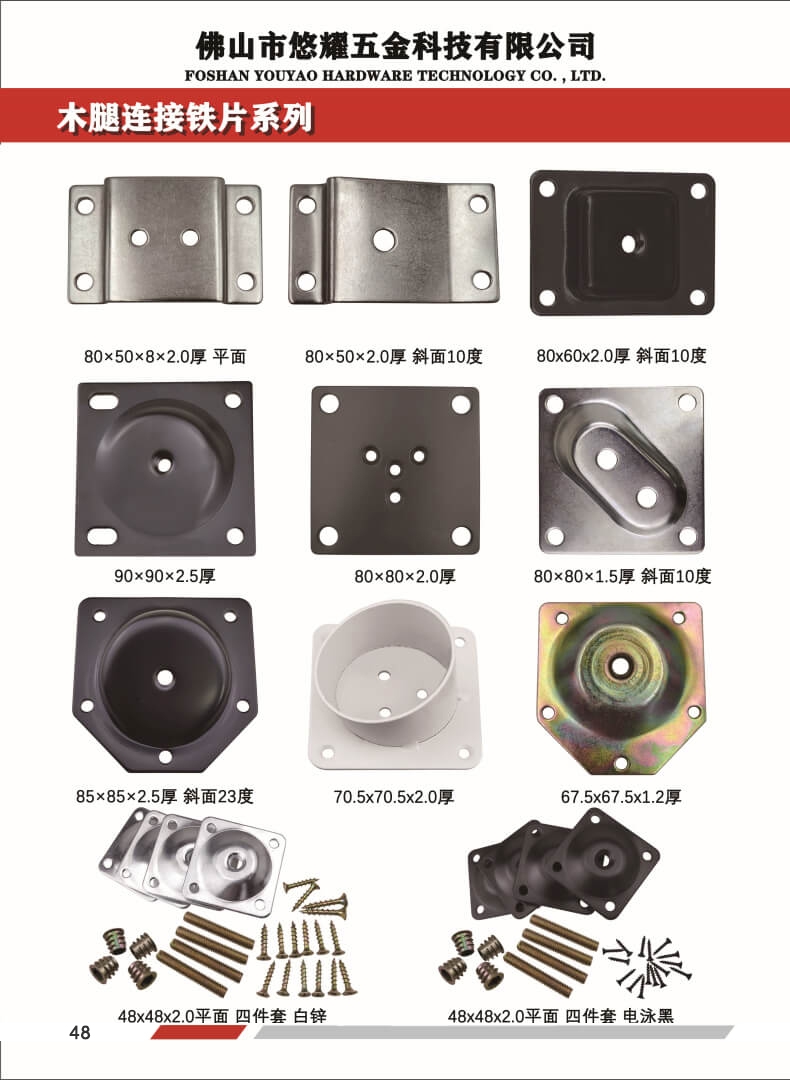 佛山市悠耀五金科技有限公司
FOSHAN YOUYAO HARDWARE TECHNOLOGY CO. , LTD.
木腿连接铁片系列
80×50×8×2.0厚 平面
80×50×2.0厚 斜面10度
80x60x2.0厚 斜面10度
90×90×2.5厚
80×80×2.0厚
80×80×1.5厚 斜面10度
85×85×2.5厚 斜面23度
70.5x70.5x2.0厚
67.5x67.5x1.2厚
48x48x2.0平面 四件套 白锌
48x48x2.0平面 四件套 电泳黑
48